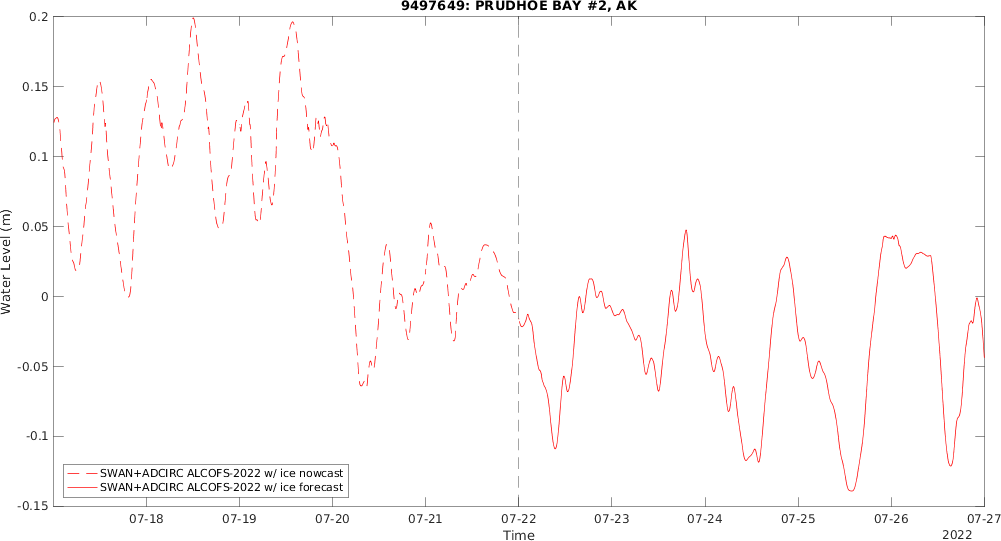 9497649: PRUDHOE BAY #2, AK
0.2
0.15
0.1
0.05
0
-0.05
-0.1
-0.15
Water Level (m)
SWAN+ADCIRC ALCOFS-2022 w/ ice nowcast
SWAN+ADCIRC ALCOFS-2022 w/ ice forecast
07-18 07-19 07-20 07-21 07-22 07-23 07-24 07-25 07-26 07-27
Time
2022